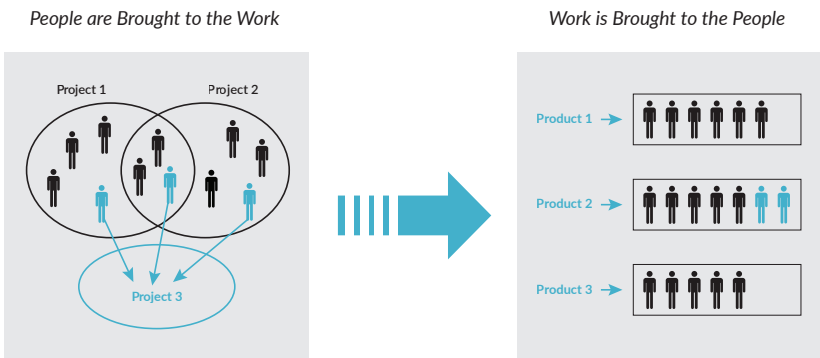 People are Brought to the Work
Work is Brought to the People
Project 1
Project 2
Project 3
Product 1
Product 2
Product 3